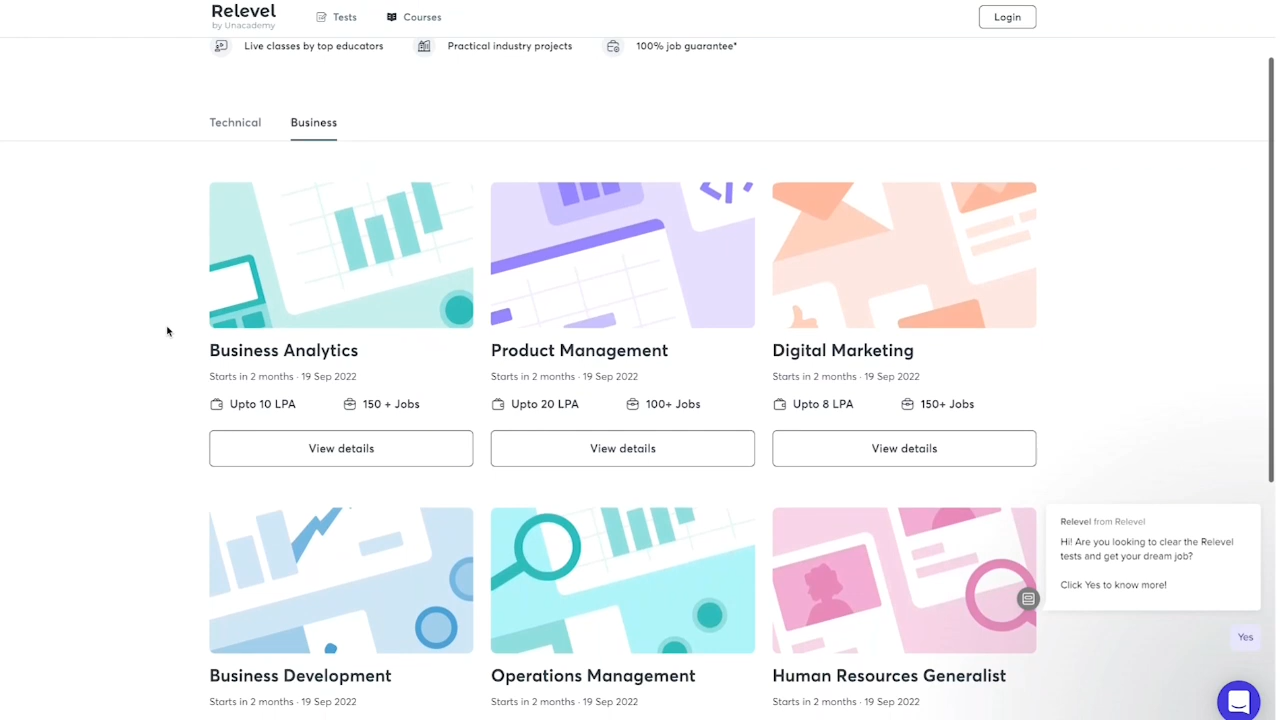 Relevel
by Unacademy
Tests
Courses
Login
Live classes by top educators
Practical industry projects
100% job guarantee*
Technical
Business
Business Analytics
Starts in 2 months · 19 Sep 2022
Upto 10 LPA
150 + Jobs
View details
Product Management
Starts in 2 months · 19 Sep 2022
Upto 20 LPA
100+ Jobs
View details
Digital Marketing
Starts in 2 months · 19 Sep 2022
Upto 8 LPA
150+ Jobs
View details
Business Development
Starts in 2 months · 19 Sep 2022
Operations Management
Starts in 2 months · 19 Sep 2022
Human Resources Generalist
Starts in 2 months · 19 Sep 2022
Relevel from Relevel
Hi! Are you looking to clear the Relevel
tests and get your dream job?
Click Yes to know more!
Yes